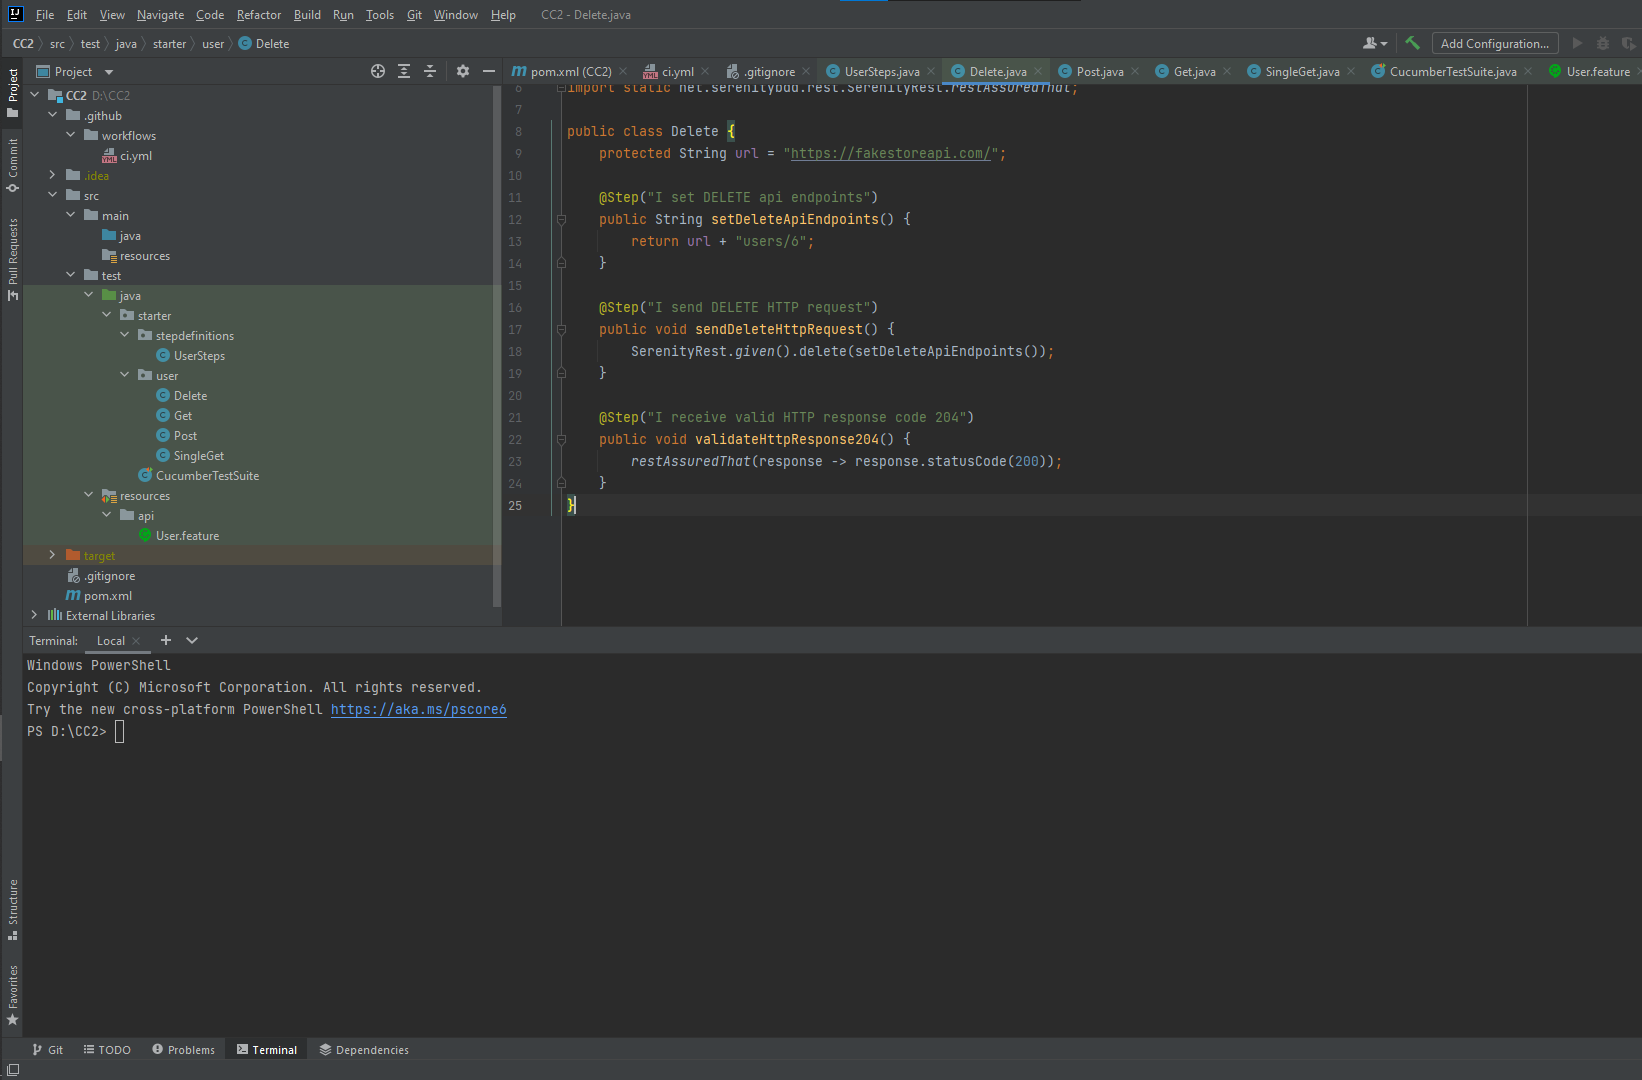 IJ File Edit View Navigate Code Refactor Build Run Tools Git Window Help CC2 - Delete.java
CC2 src test java starter user Delete Add Configuration...
Project
pom.xml (CC2) ci.yml .gitignore UserSteps.java Delete.java Post.java Get.java SingleGet.java CucumberTestSuite.java User.feature
Project
Commit
Pull Requests
CC2 D:\CC2
.github
workflows
ci.yml
.idea
src
main
java
resources
test
java
starter
stepdefinitions
UserSteps
user
Delete
Get
Post
SingleGet
CucumberTestSuite
resources
api
User.feature
target
.gitignore
pom.xml
External Libraries
6 import static net.serenitybdd.rest.SerenityRest.restAssuredThat;
7
8 public class Delete {
9 protected String url = "https://fakestoreapi.com/";
10
11 @Step("I set DELETE api endpoints")
12 public String setDeleteApiEndpoints() {
13 return url + "users/6";
14 }
15
16 @Step("I send DELETE HTTP request")
17 public void sendDeleteHttpRequest() {
18 SerenityRest.given().delete(setDeleteApiEndpoints());
19 }
20
21 @Step("I receive valid HTTP response code 204")
22 public void validateHttpResponse204() {
23 restAssuredThat(response -> response.statusCode(200));
24 }
25 }
Terminal: Local
Windows PowerShell
Copyright (C) Microsoft Corporation. All rights reserved.
Try the new cross-platform PowerShell https://aka.ms/pscore6
PS D:\CC2>
Structure
Favorites
Git TODO Problems Terminal Dependencies